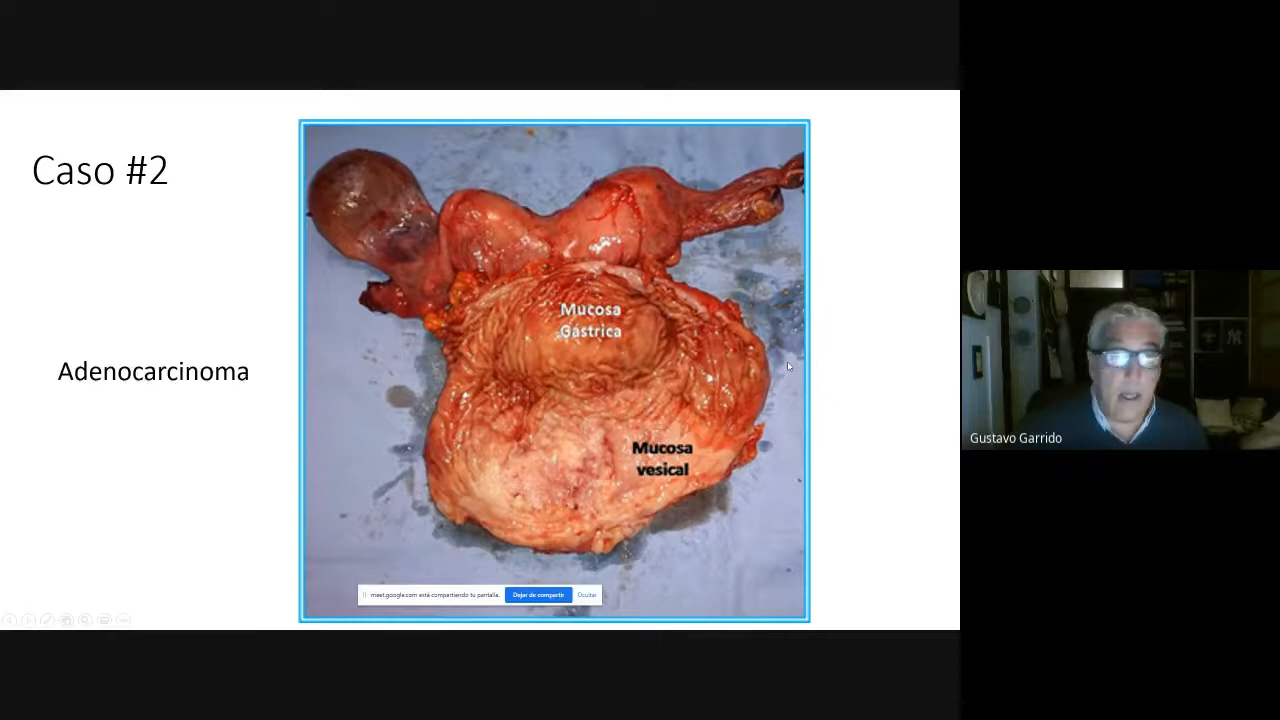 Caso #2
Adenocarcinoma
Mucosa
Gástrica
Mucosa
vesical
meet.google.com está compartiendo tu pantalla.
Dejar de compartir
Ocultar
Gustavo Garrido